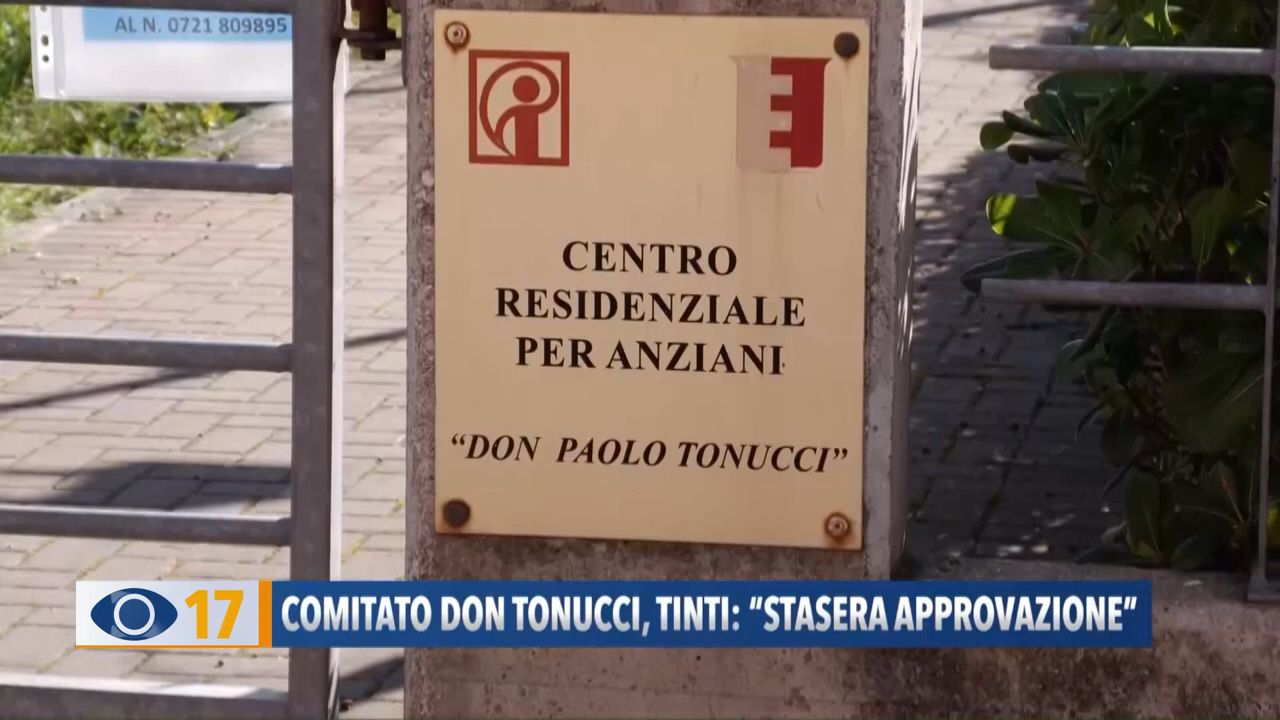 AL N. 0721 809895
CENTRO
RESIDENZIALE
PER ANZIANI
“DON PAOLO TONUCCI”
17 COMITATO DON TONUCCI, TINTI: “STASERA APPROVAZIONE”